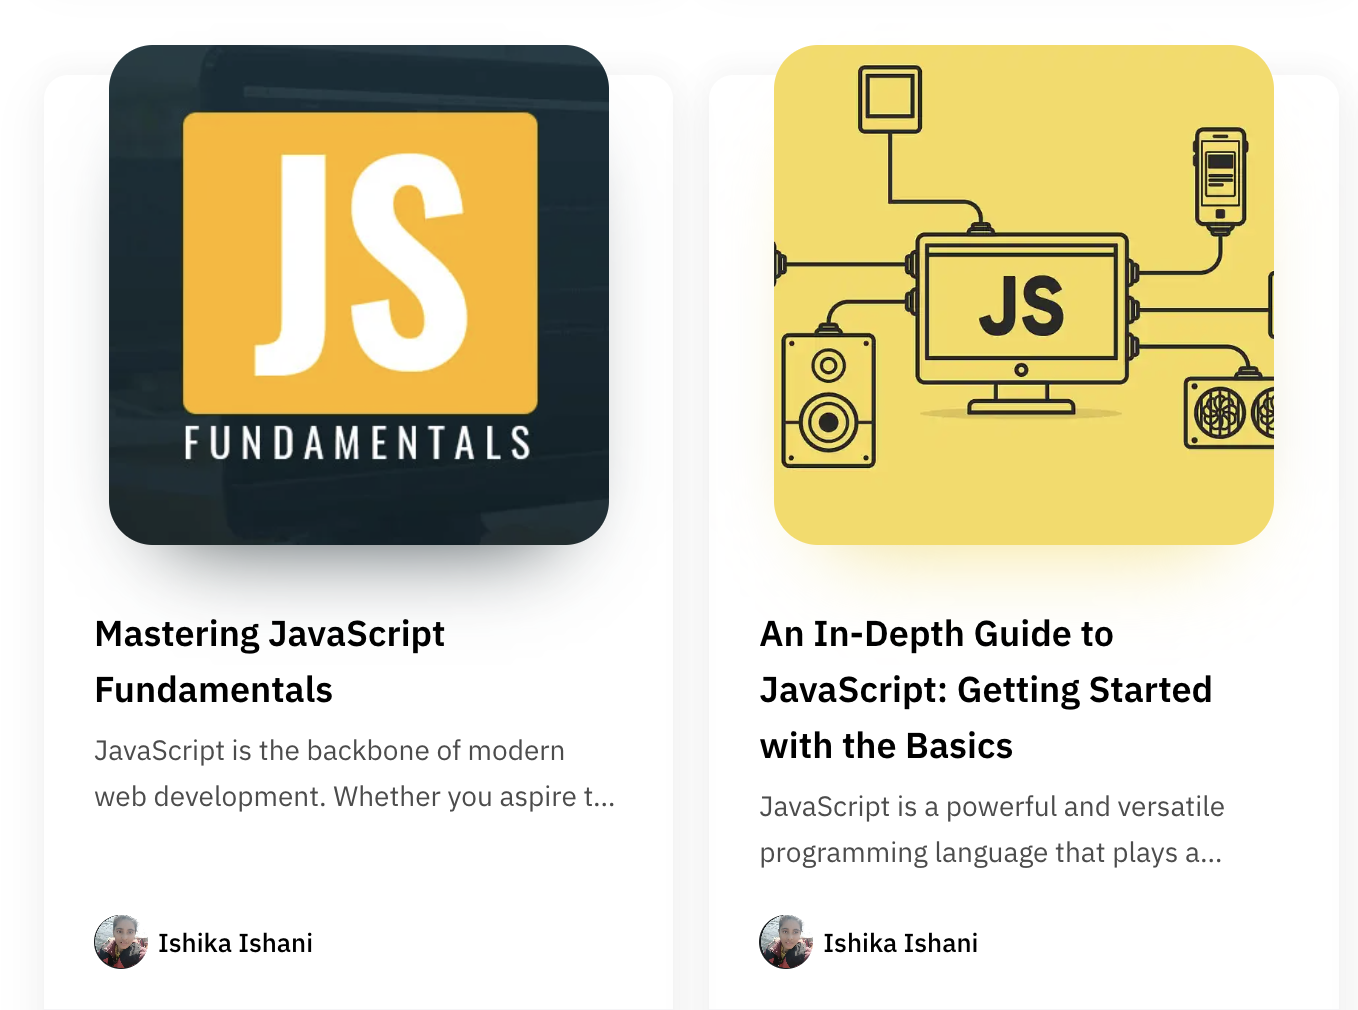 JS
FUNDAMENTALS
Mastering JavaScript
Fundamentals
JavaScript is the backbone of modern
web development. Whether you aspire t...
Ishika Ishani
JS
An In-Depth Guide to
JavaScript: Getting Started
with the Basics
JavaScript is a powerful and versatile
programming language that plays a...
Ishika Ishani